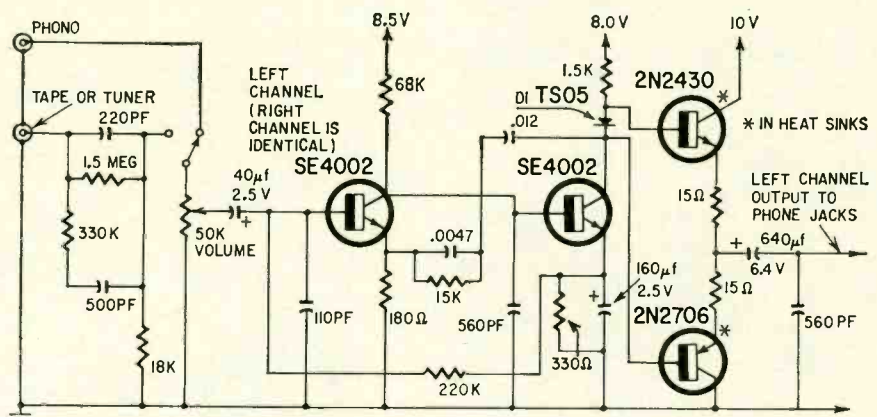 PHONO
TAPE OR TUNER
220PF
1.5 MEG
330K
500PF
18K
50K
VOLUME
40µf
2.5 V
+
LEFT
CHANNEL
(RIGHT
CHANNEL IS
IDENTICAL)
8.5V
68K
SE4002
110PF
180Ω
.0047
15K
220K
560PF
8.0V
1.5K
D1 TS05
.012
SE4002
330Ω
+
160µf
2.5V
10V
2N2430
*
* IN HEAT SINKS
15Ω
LEFT CHANNEL
OUTPUT TO
PHONE JACKS
+
640µf
6.4V
15Ω
2N2706
*
560 PF